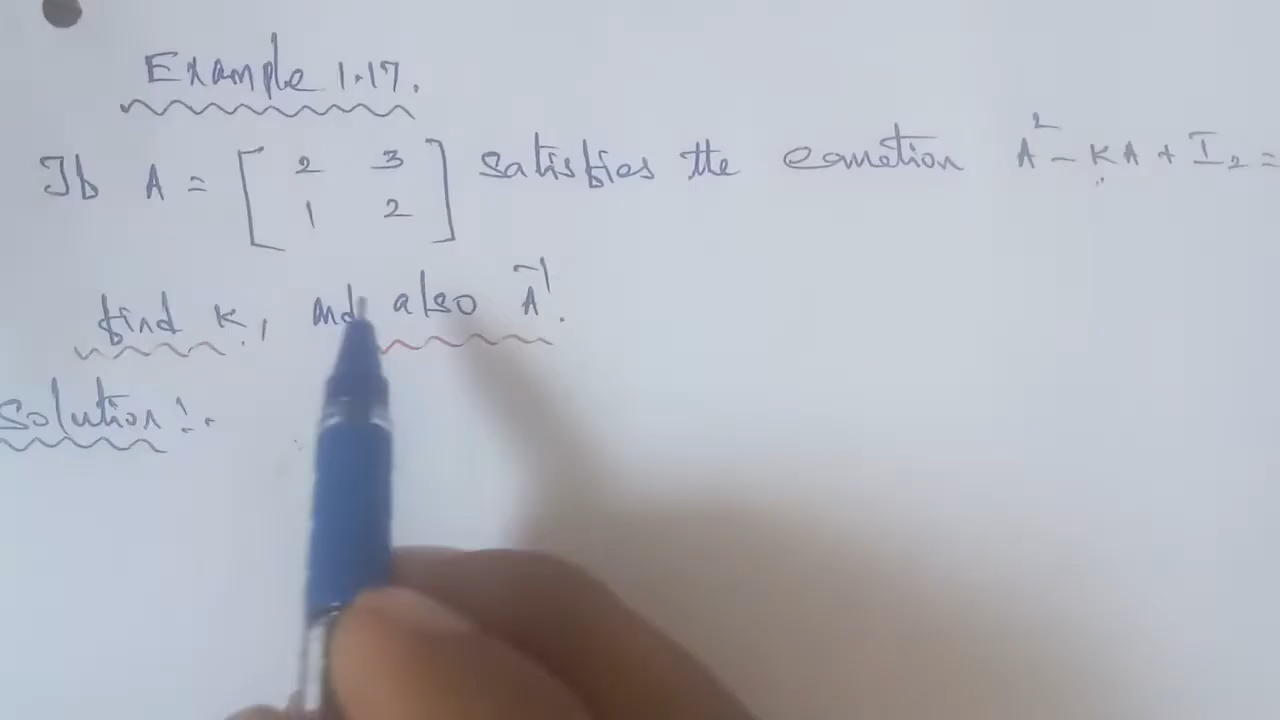 Example 1.17.
If A = [ 2 3 satisfies the equation A² - KA + I₂ =
1 2 ]
find K, and also A⁻¹.
Solution:-